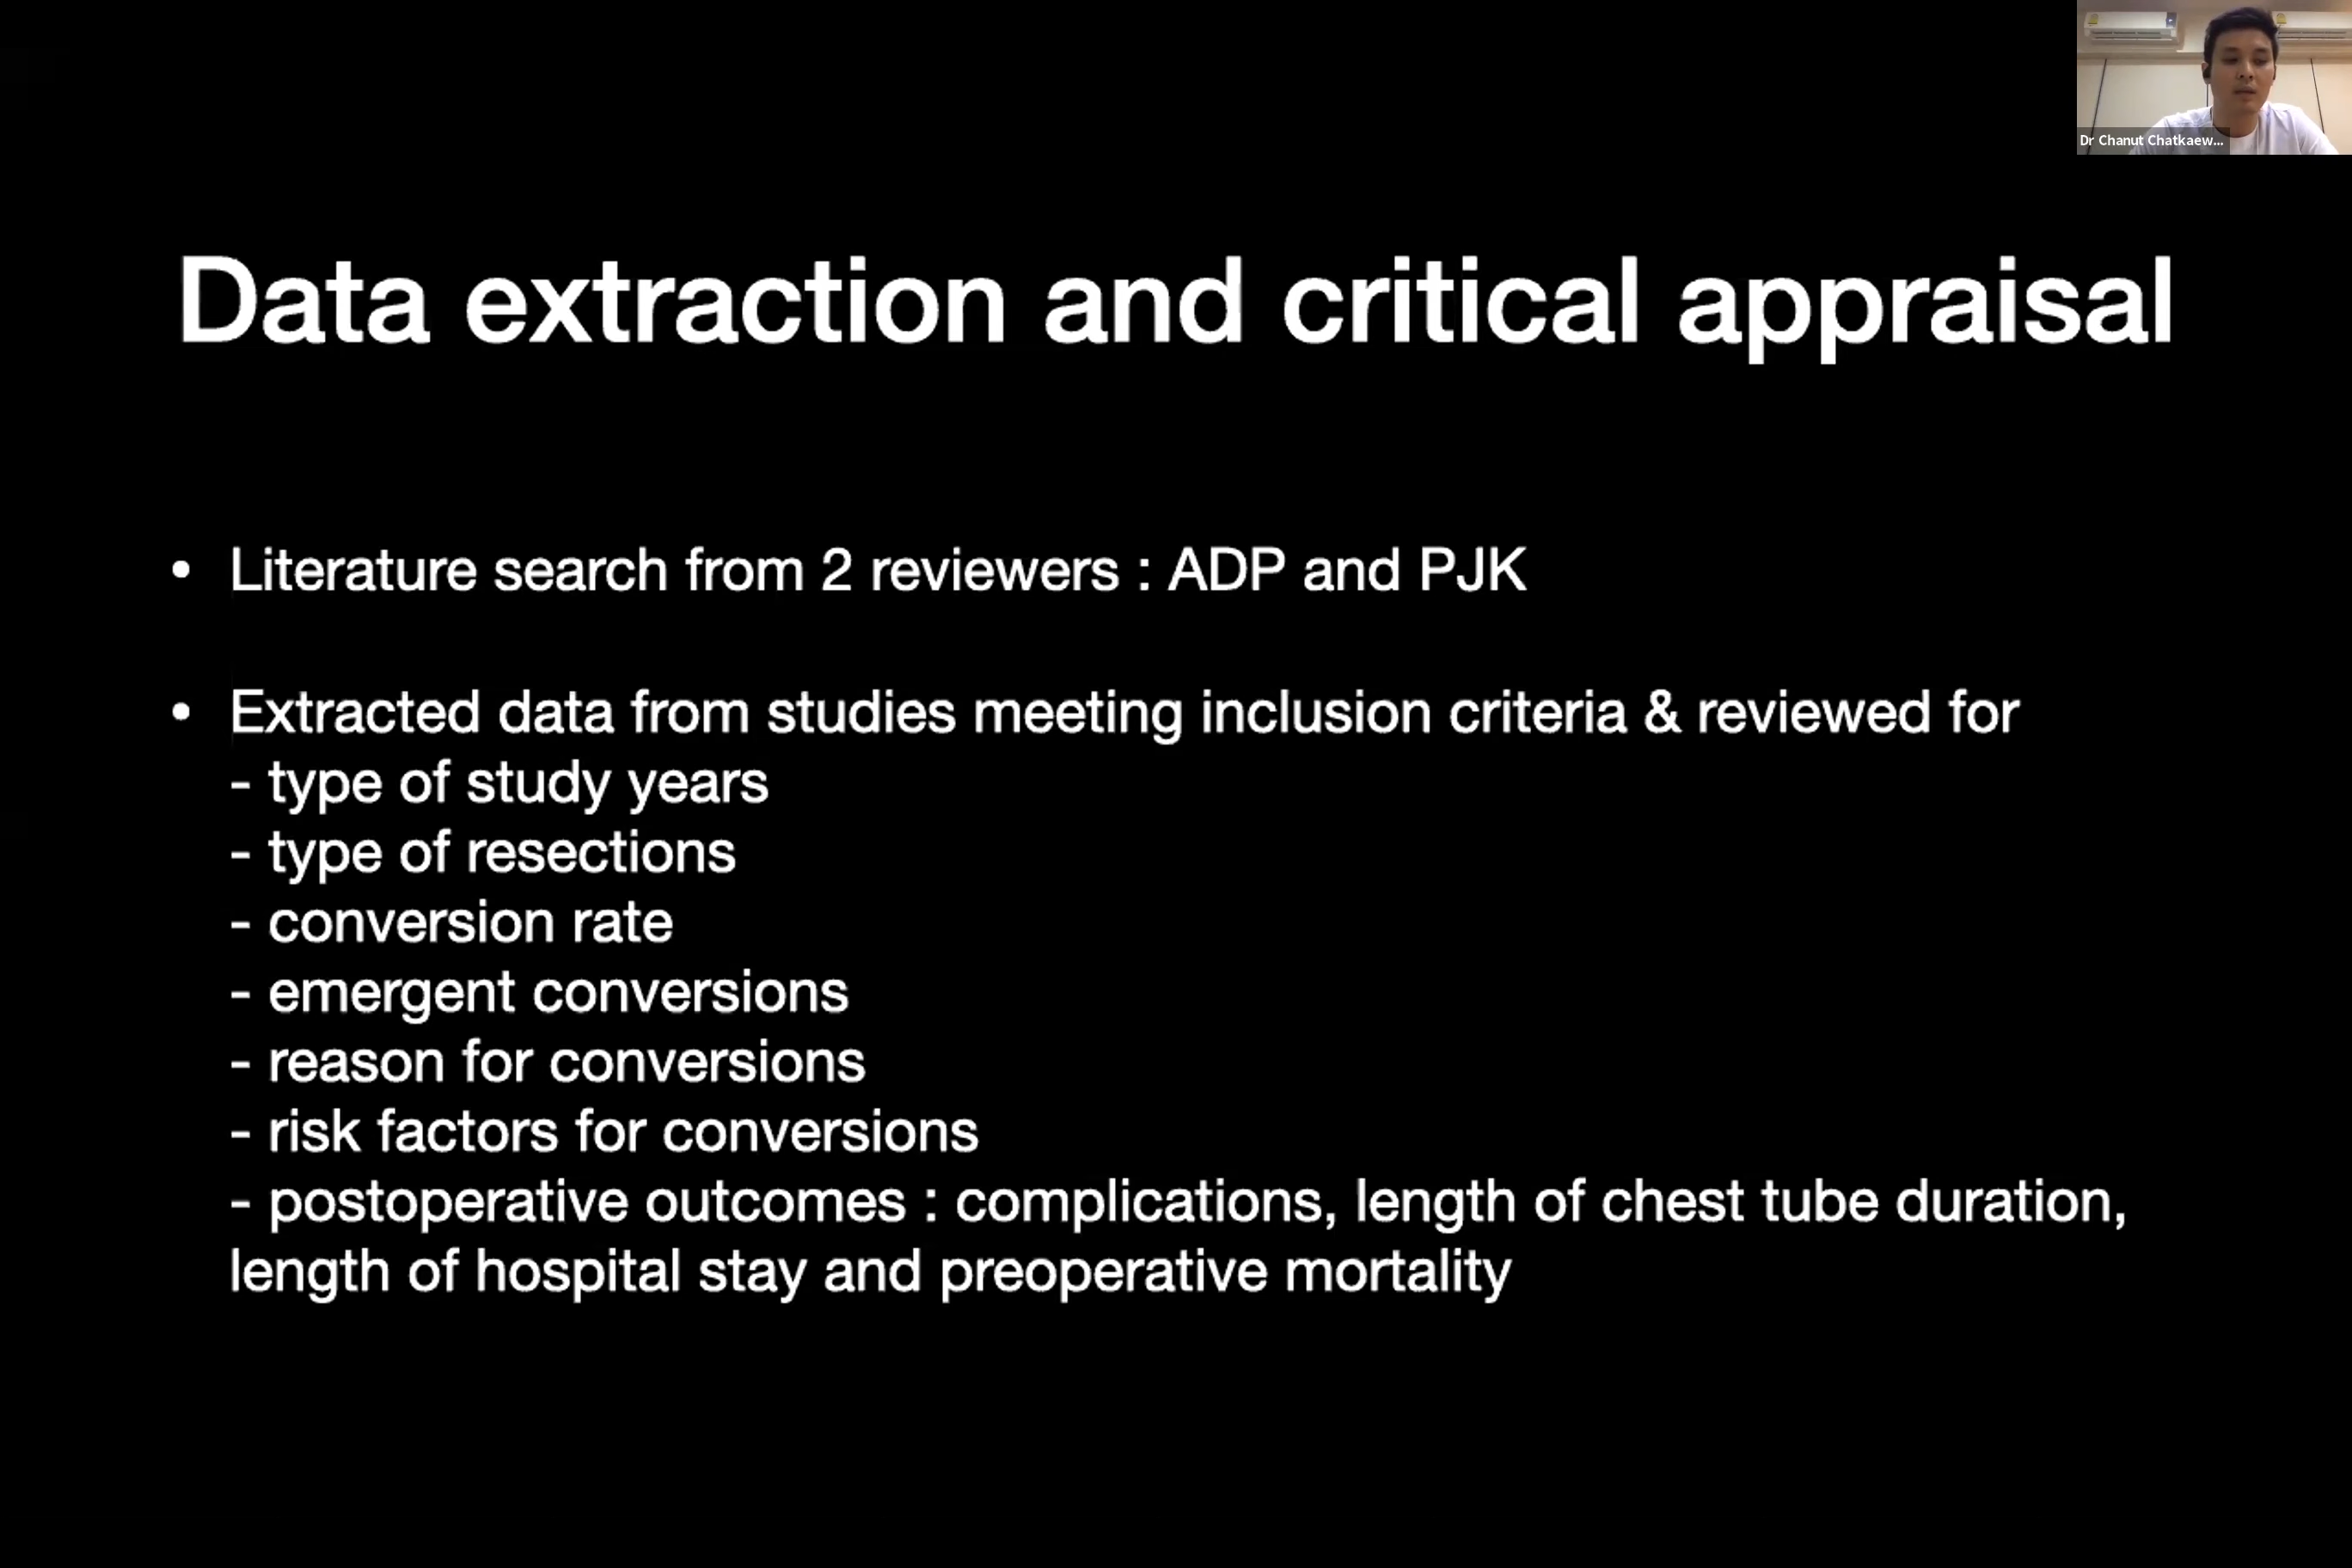 Dr Chanut Chatkaew...
Data extraction and critical appraisal
• Literature search from 2 reviewers : ADP and PJK
• Extracted data from studies meeting inclusion criteria & reviewed for
- type of study years
- type of resections
- conversion rate
- emergent conversions
- reason for conversions
- risk factors for conversions
- postoperative outcomes : complications, length of chest tube duration,
length of hospital stay and preoperative mortality